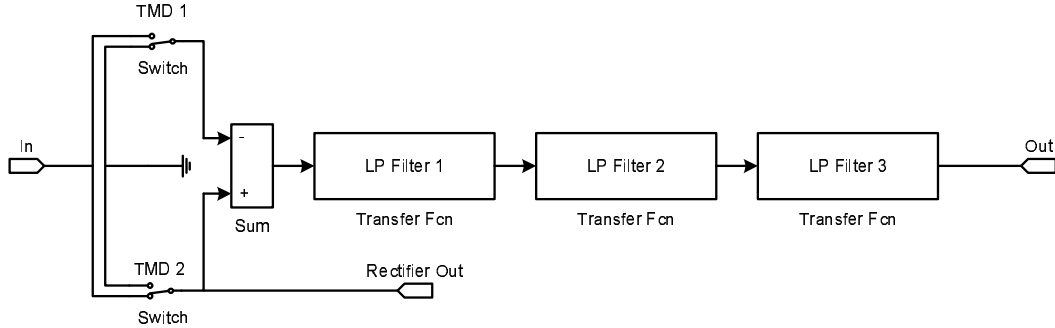 TMD 1
Switch
In
-
+
Sum
LP Filter 1
Transfer Fcn
LP Filter 2
Transfer Fcn
LP Filter 3
Transfer Fcn
Out
TMD 2
Rectifier Out
Switch